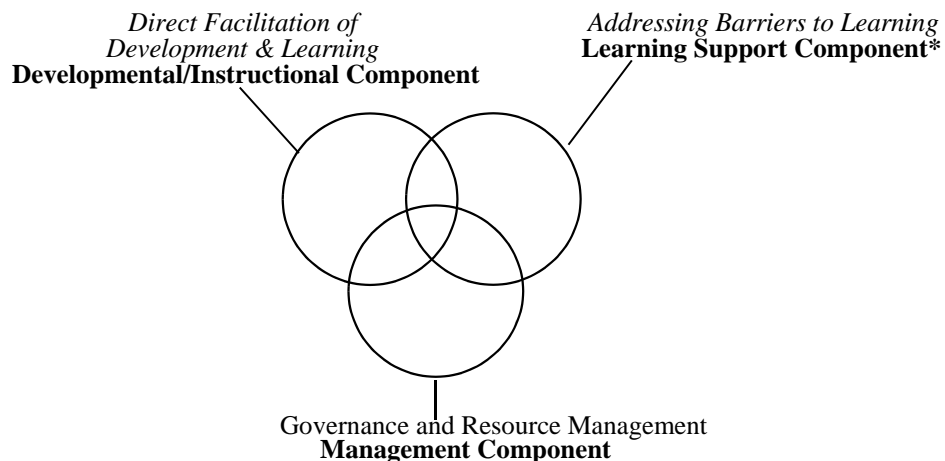 Direct Facilitation of
Development & Learning
Developmental/Instructional Component
Addressing Barriers to Learning
Learning Support Component*
Governance and Resource Management
Management Component